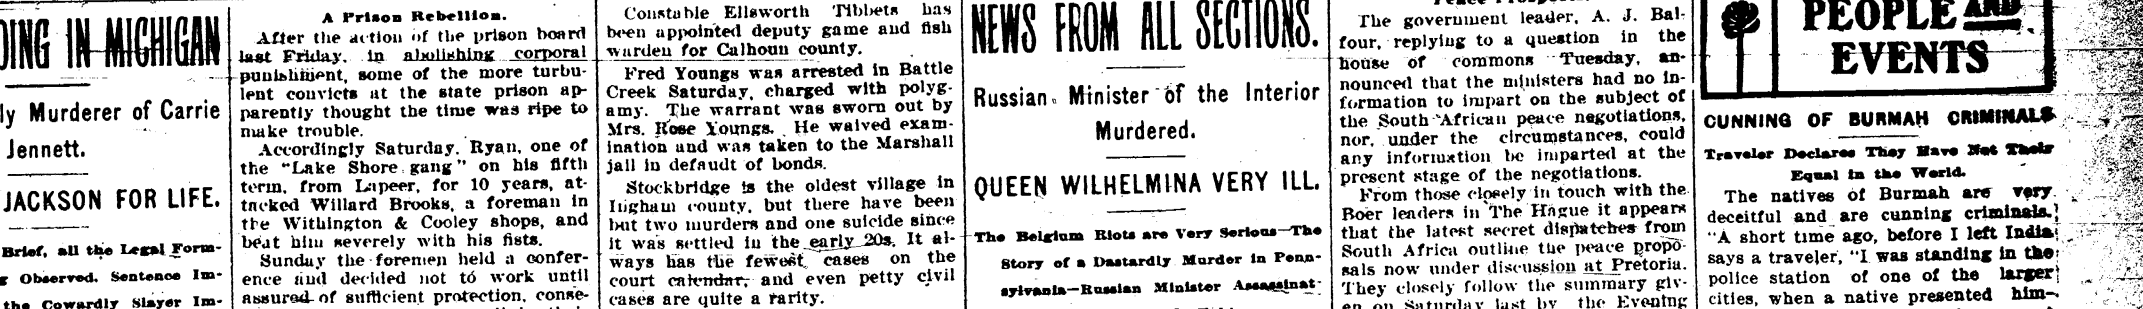 DING IN MICHIGAN
ly Murderer of Carrie
Jennett.
JACKSON FOR LIFE.
Brief, all the Legal Form-
Observed. Sentence Im-
the Cowardly Slayer Im-
A Prison Rebellion.
After the action of the prison board
last Friday, in abolishing corporal
punishment, some of the more turbu-
lent convicts at the state prison ap-
parently thought the time was ripe to
make trouble.
Accordingly Saturday, Ryan, one of
the "Lake Shore gang" on his fifth
term, from Lapeer, for 10 years, at-
tacked Willard Brooks, a foreman in
the Withington & Cooley shops, and
beat him severely with his fists.
Sunday the foremen held a confer-
ence and decided not to work until
assured of sufficient protection, conse-
Constable Ellsworth Tibbets has
been appointed deputy game and fish
warden for Calhoun county.
Fred Youngs was arrested in Battle
Creek Saturday, charged with polyg-
amy. The warrant was sworn out by
Mrs. Rose Youngs. He waived exam-
ination and was taken to the Marshall
jail in defaudt of bonds.
Stockbridge is the oldest village in
Ingham county, but there have been
but two murders and one suicide since
it was settled in the early 20s. It al-
ways has the fewest cases on the
court calendar, and even petty civil
cases are quite a rarity.
NEWS FROM ALL SECTIONS.
Russian Minister of the Interior
Murdered.
QUEEN WILHELMINA VERY ILL.
The Belgium Riots are Very Serious—The
Story of a Dastardly Murder in Penn-
sylvania—Russian Minister Assassinat-
The government leader, A. J. Bal-
four, replying to a question in the
house of commons Tuesday, an-
nounced that the ministers had no in-
formation to impart on the subject of
the South African peace negotiations,
nor, under the circumstances, could
any information be imparted at the
present stage of the negotiations.
From those closely in touch with the
Boer leaders in The Hague it appears
that the latest secret dispatches from
South Africa outline the peace propo-
sals now under discussion at Pretoria.
They closely follow the summary giv-
en on Saturday last by the Evening
PEOPLE AND
EVENTS
CUNNING OF BURMAH CRIMINALS
Traveler Declares They Have Not Their
Equal in the World.
The natives of Burmah are very
deceitful and are cunning criminals.
"A short time ago, before I left India,
says a traveler, "I was standing in the
police station of one of the larger
cities, when a native presented him-